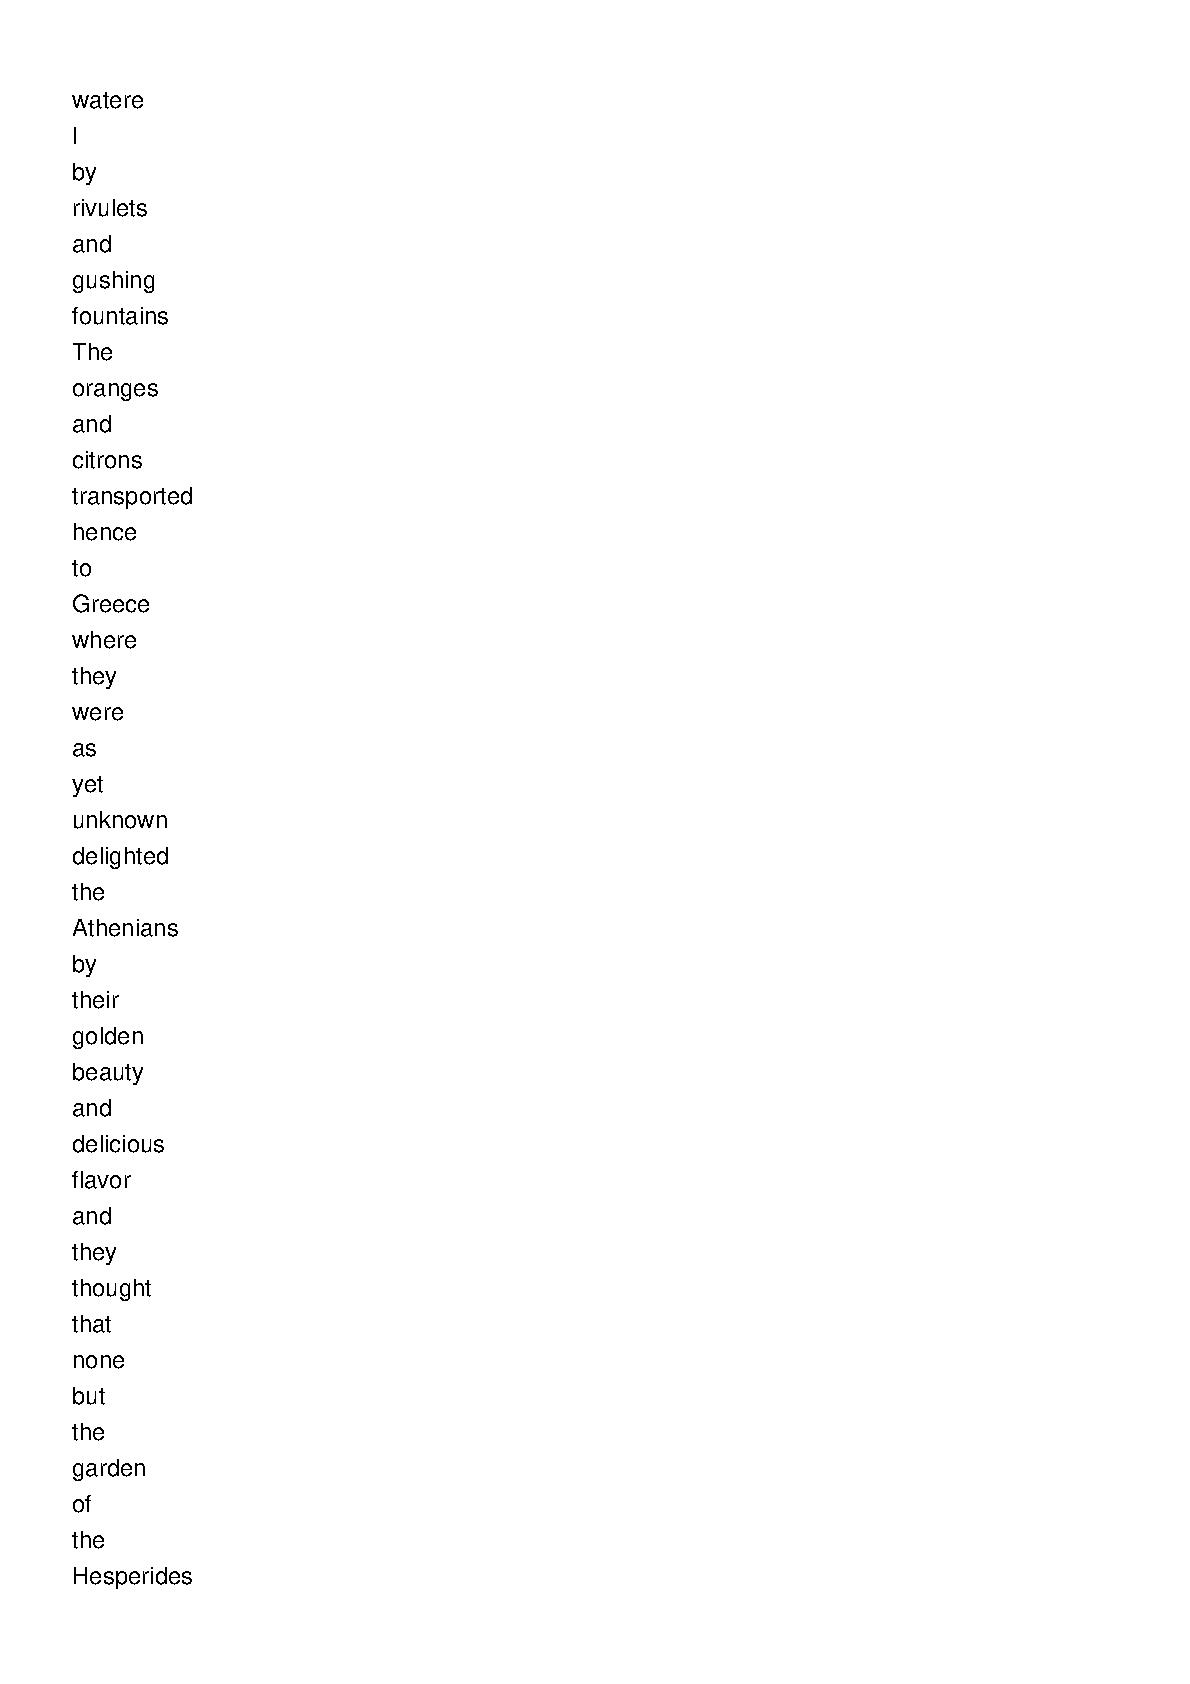 watere
I
by
rivulets
and
gushing
fountains
The
oranges
and
citrons
transported
hence
to
Greece
where
they
were
as
yet
unknown
delighted
the
Athenians
by
their
golden
beauty
and
delicious
flavor
and
they
thought
that
none
but
the
garden
of
the
Hesperides